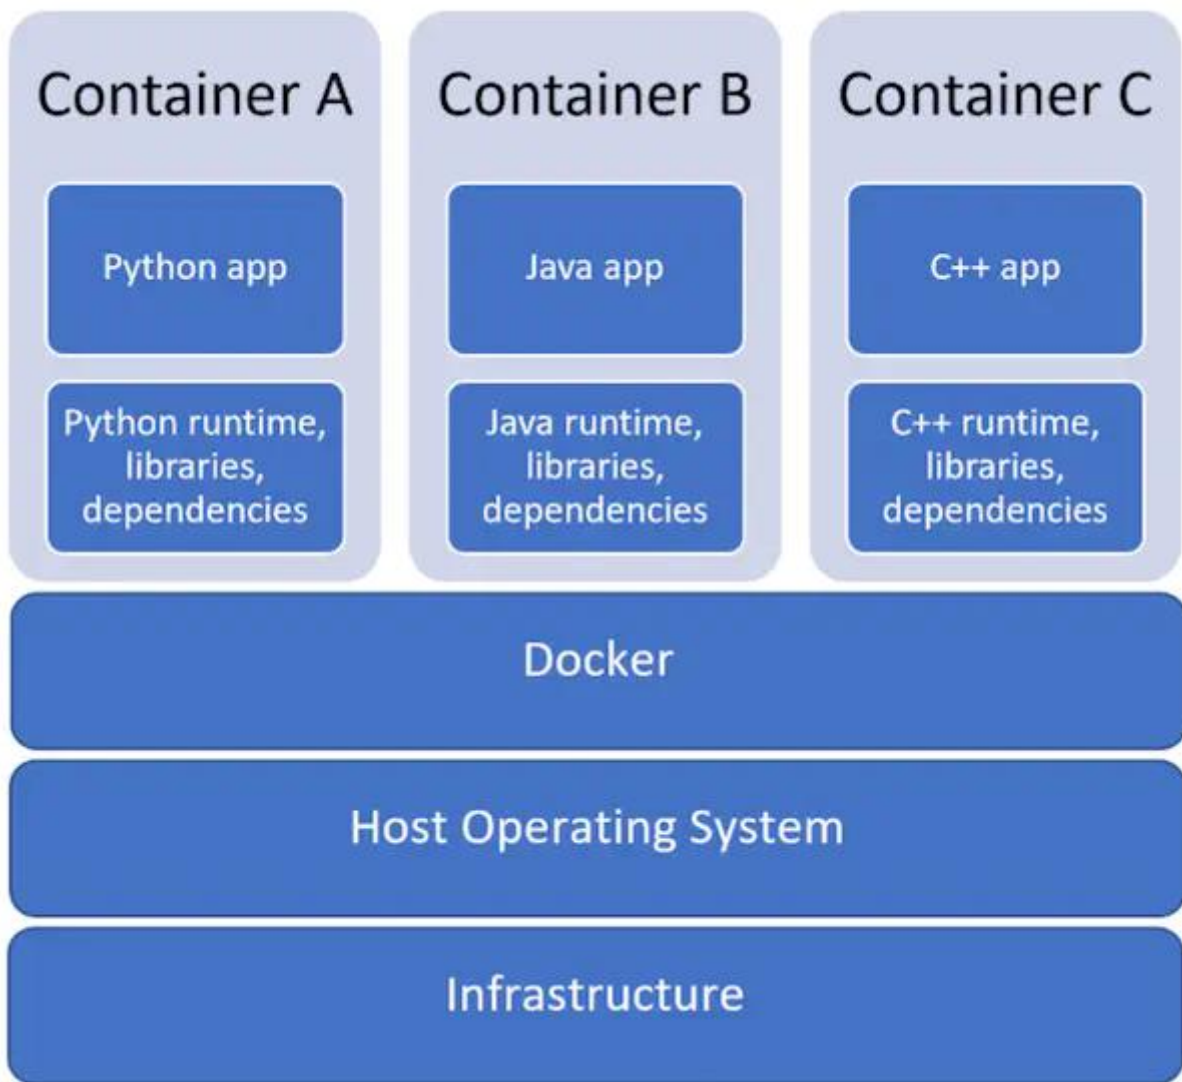 Container A
Python app
Python runtime,
libraries,
dependencies
Container B
Java app
Java runtime,
libraries,
dependencies
Container C
C++ app
C++ runtime,
libraries,
dependencies
Docker
Host Operating System
Infrastructure